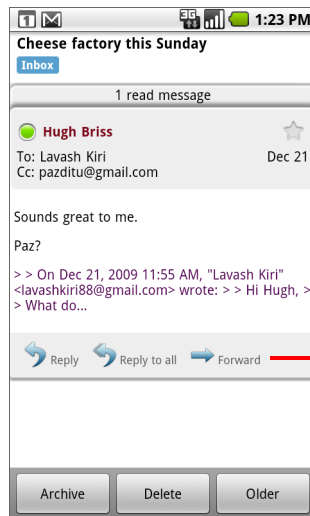 1
3G
1:23 PM
Cheese factory this Sunday
Inbox
1 read message
Hugh Briss
To: Lavash Kiri
Dec 21
Cc: pazditu@gmail.com
Sounds great to me.
Paz?
> > On Dec 21, 2009 11:55 AM, "Lavash Kiri"
<lavashkiri88@gmail.com> wrote: > > Hi Hugh, >
> What do...
Reply Reply to all Forward
Archive Delete Older